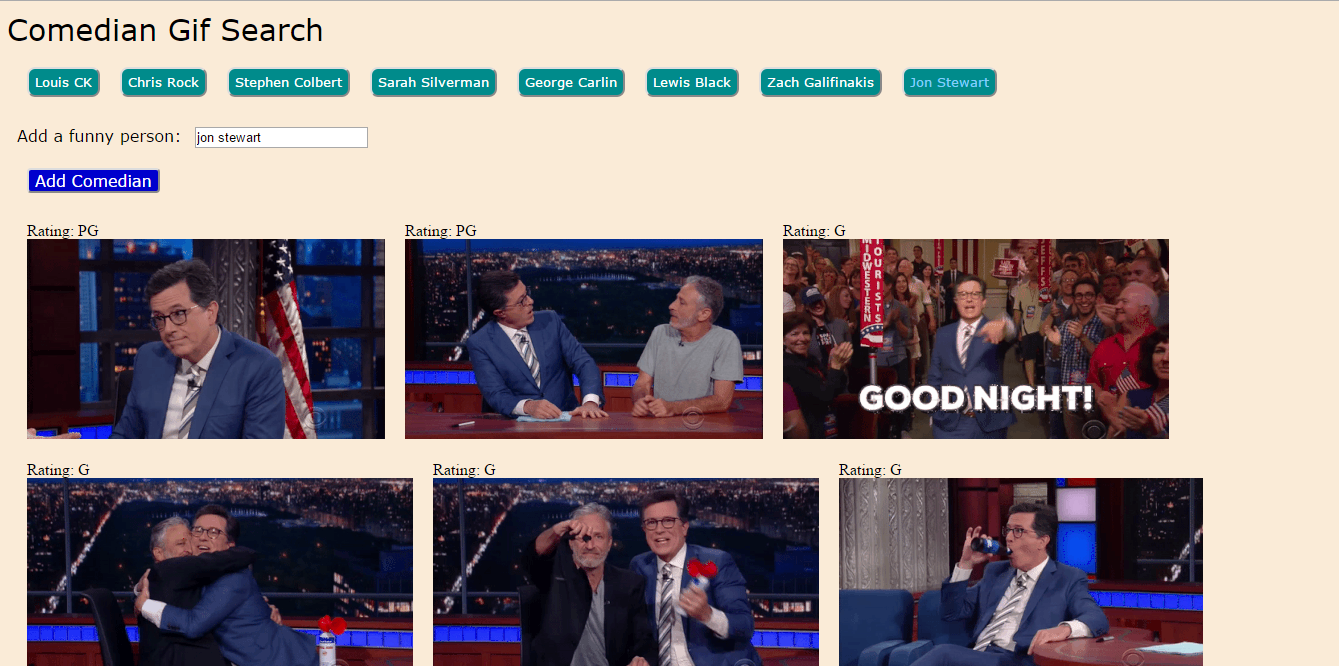 Comedian Gif Search
Louis CK Chris Rock Stephen Colbert Sarah Silverman George Carlin Lewis Black Zach Galifinakis Jon Stewart
Add a funny person: jon stewart
Add Comedian
Rating: PG Rating: PG Rating: G
MIDWESTERN
TOURISTS
JEFFS
GOOD NIGHT!
Rating: G Rating: G Rating: G